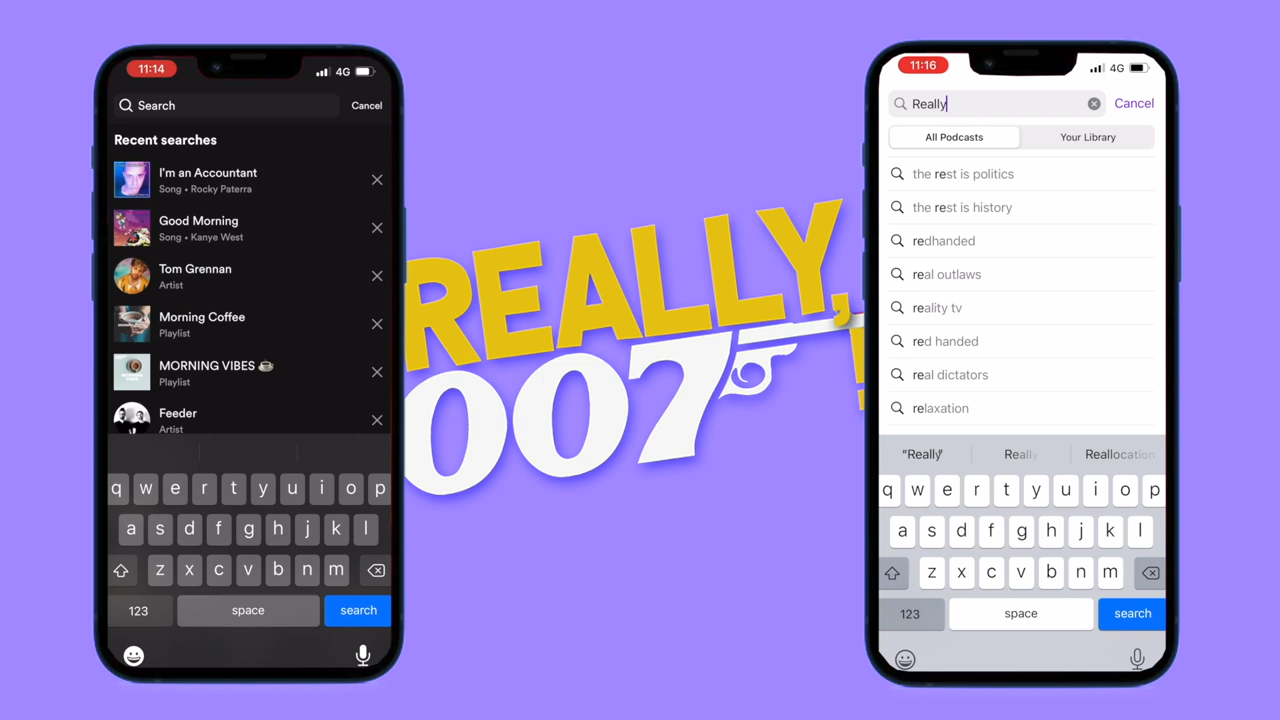 11:14
4G
Search
Cancel
Recent searches
I'm an Accountant
Song • Rocky Paterra
Good Morning
Song • Kanye West
Tom Grennan
Artist
Morning Coffee
Playlist
MORNING VIBES ☕
Playlist
Feeder
Artist
q w e r t y u i o p
a s d f g h j k l
z x c v b n m
123 space search
REALLY,
007
!
11:16
4G
Really
Cancel
All Podcasts Your Library
the rest is politics
the rest is history
redhanded
real outlaws
reality tv
red handed
real dictators
relaxation
“Really” Really Reallocation
q w e r t y u i o p
a s d f g h j k l
z x c v b n m
123 space search